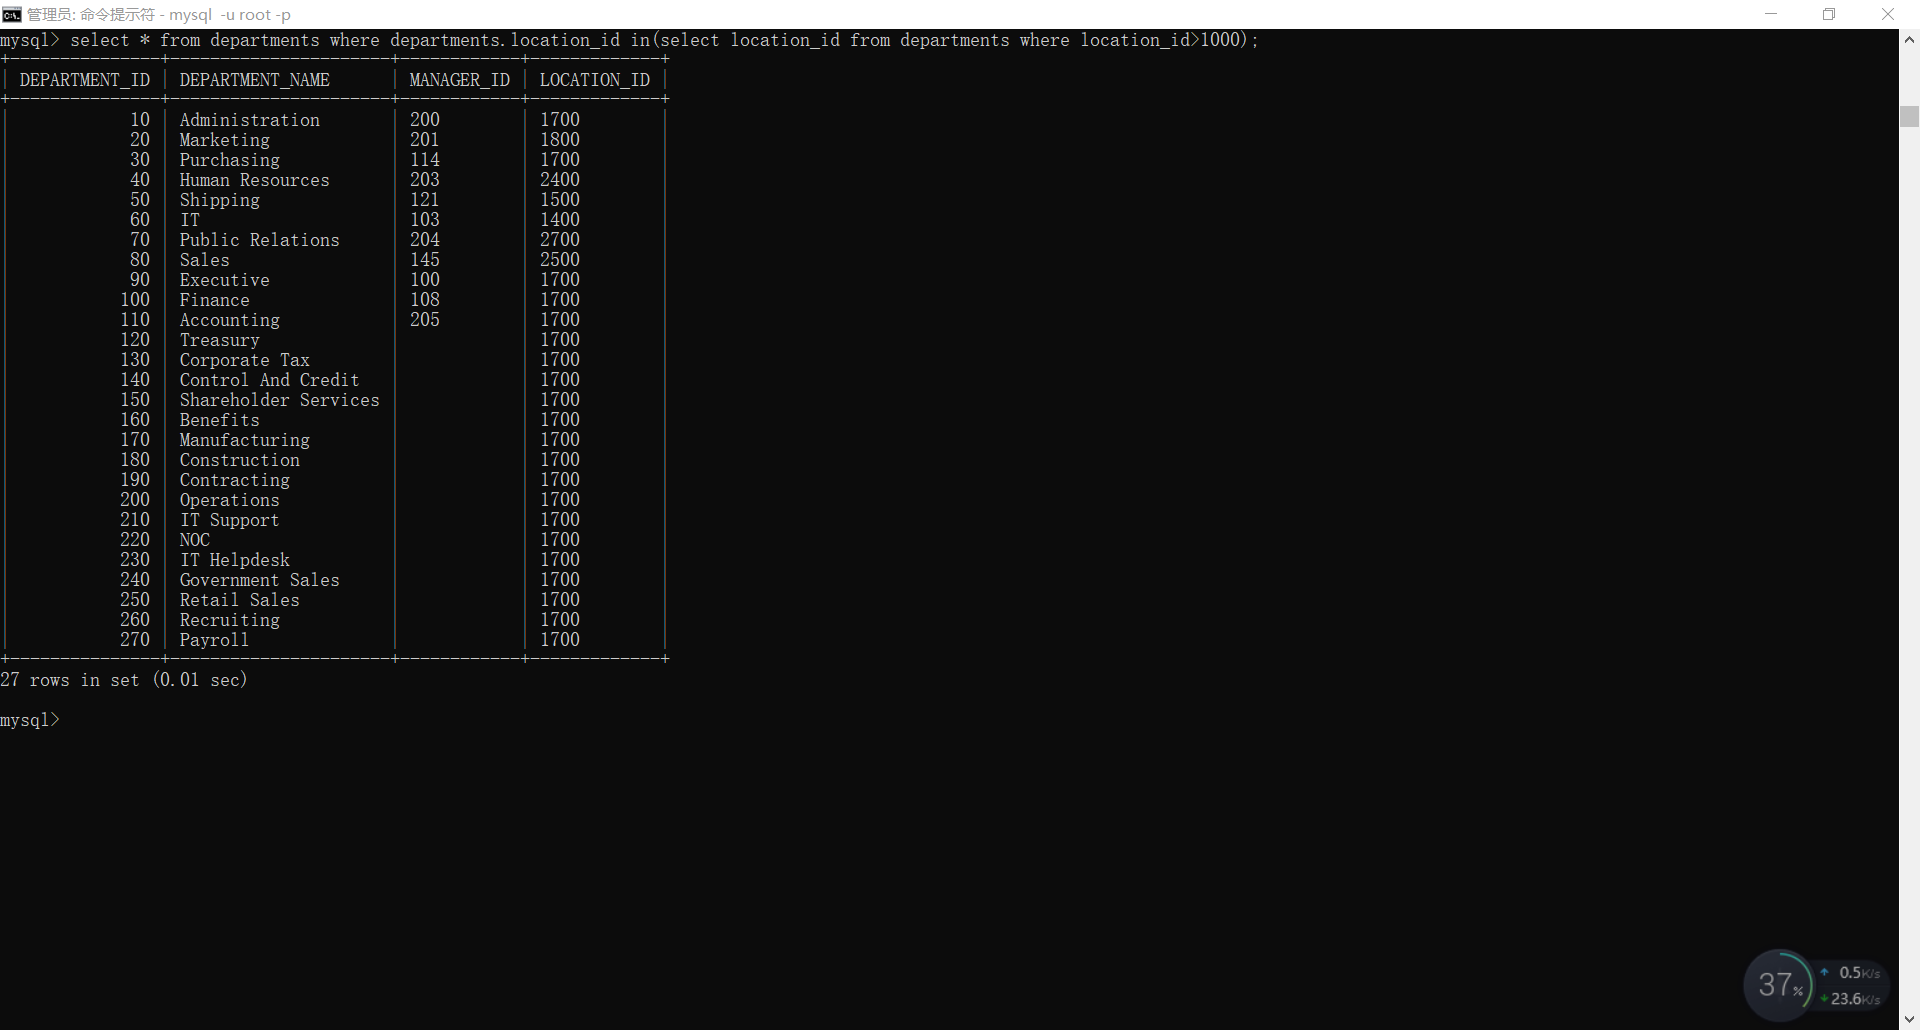 管理员: 命令提示符 - mysql -u root -p
mysql> select * from departments where departments.location_id in(select location_id from departments where location_id>1000);
+---------------+----------------------+------------+-------------+
| DEPARTMENT_ID | DEPARTMENT_NAME | MANAGER_ID | LOCATION_ID |
+---------------+----------------------+------------+-------------+
| 10 | Administration | 200 | 1700 |
| 20 | Marketing | 201 | 1800 |
| 30 | Purchasing | 114 | 1700 |
| 40 | Human Resources | 203 | 2400 |
| 50 | Shipping | 121 | 1500 |
| 60 | IT | 103 | 1400 |
| 70 | Public Relations | 204 | 2700 |
| 80 | Sales | 145 | 2500 |
| 90 | Executive | 100 | 1700 |
| 100 | Finance | 108 | 1700 |
| 110 | Accounting | 205 | 1700 |
| 120 | Treasury | | 1700 |
| 130 | Corporate Tax | | 1700 |
| 140 | Control And Credit | | 1700 |
| 150 | Shareholder Services | | 1700 |
| 160 | Benefits | | 1700 |
| 170 | Manufacturing | | 1700 |
| 180 | Construction | | 1700 |
| 190 | Contracting | | 1700 |
| 200 | Operations | | 1700 |
| 210 | IT Support | | 1700 |
| 220 | NOC | | 1700 |
| 230 | IT Helpdesk | | 1700 |
| 240 | Government Sales | | 1700 |
| 250 | Retail Sales | | 1700 |
| 260 | Recruiting | | 1700 |
| 270 | Payroll | | 1700 |
+---------------+----------------------+------------+-------------+
27 rows in set (0.01 sec)
mysql>
37%
0.5K/s
23.6K/s